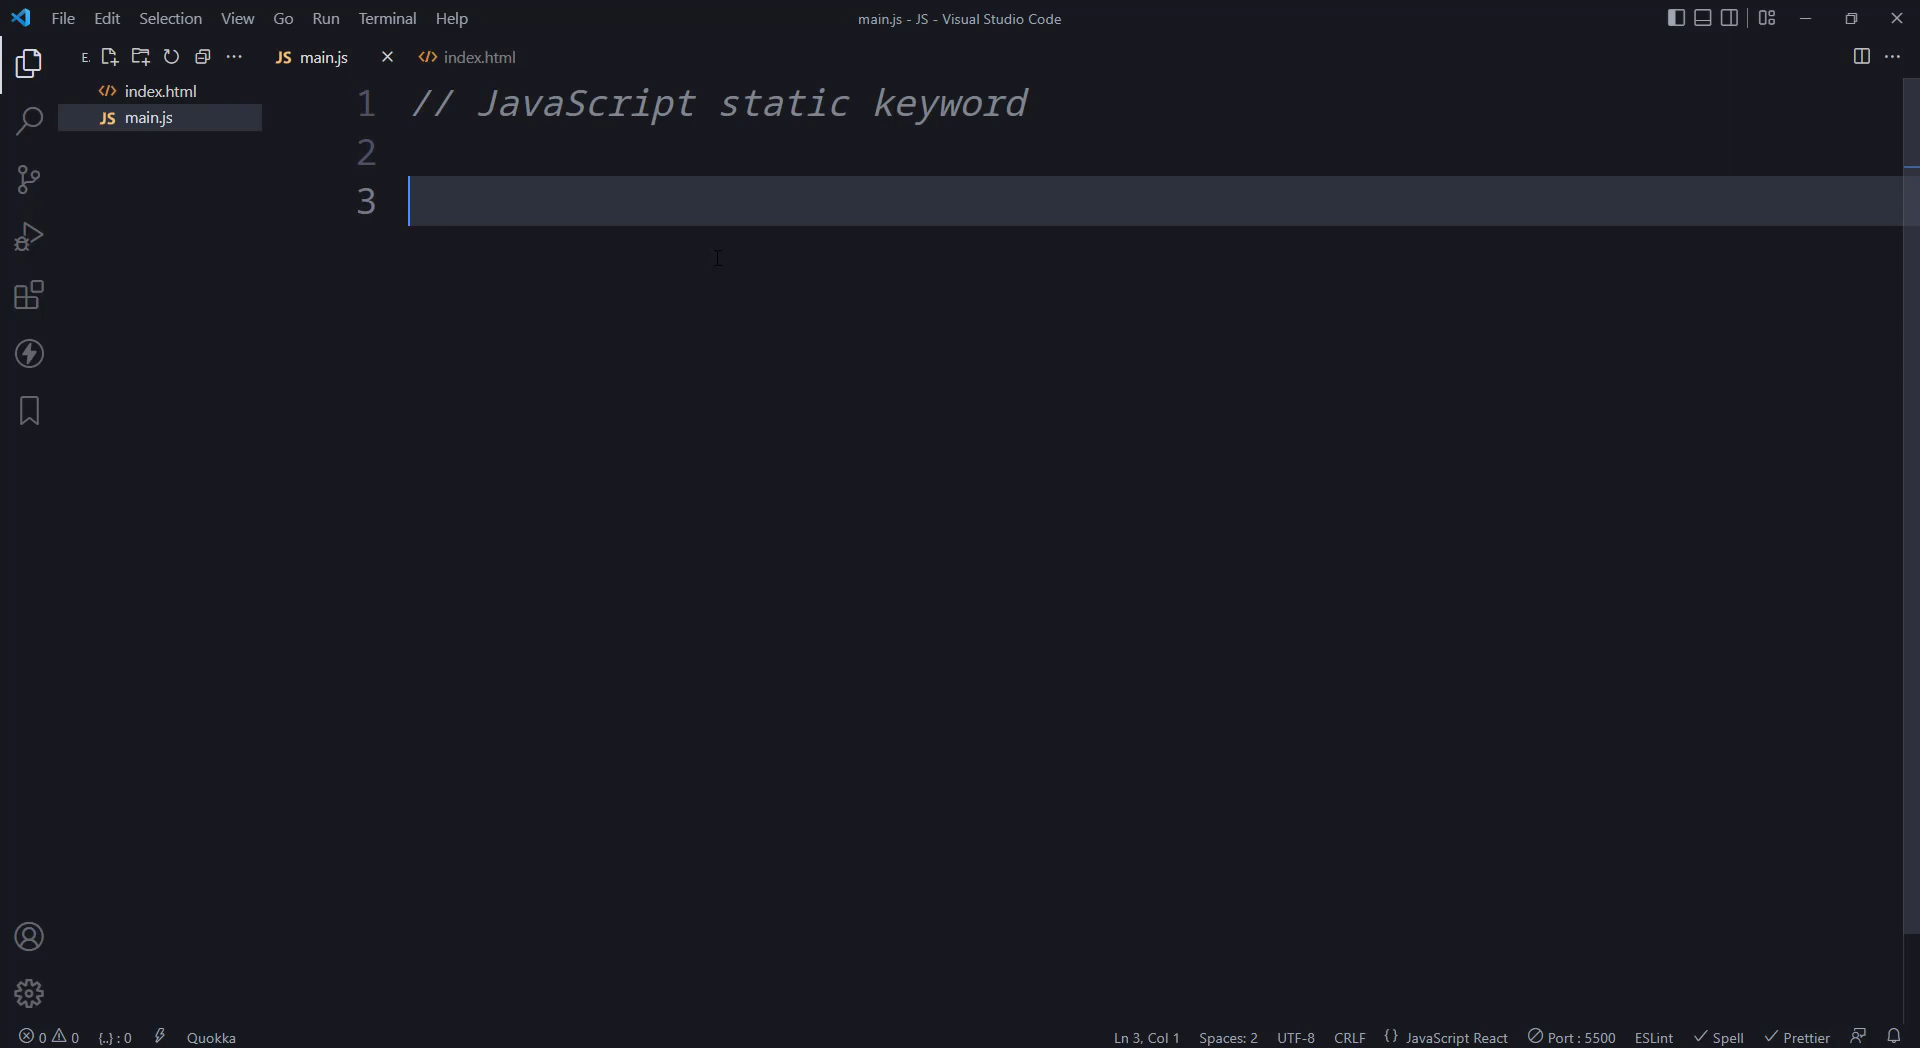 File Edit Selection View Go Run Terminal Help
main.js - JS - Visual Studio Code
E.
JS main.js
index.html
index.html
JS main.js
1 // JavaScript static keyword
2
3
0 0 {..} : 0 Quokka
Ln 3, Col 1 Spaces: 2 UTF-8 CRLF {} JavaScript React Port : 5500 ESLint Spell Prettier